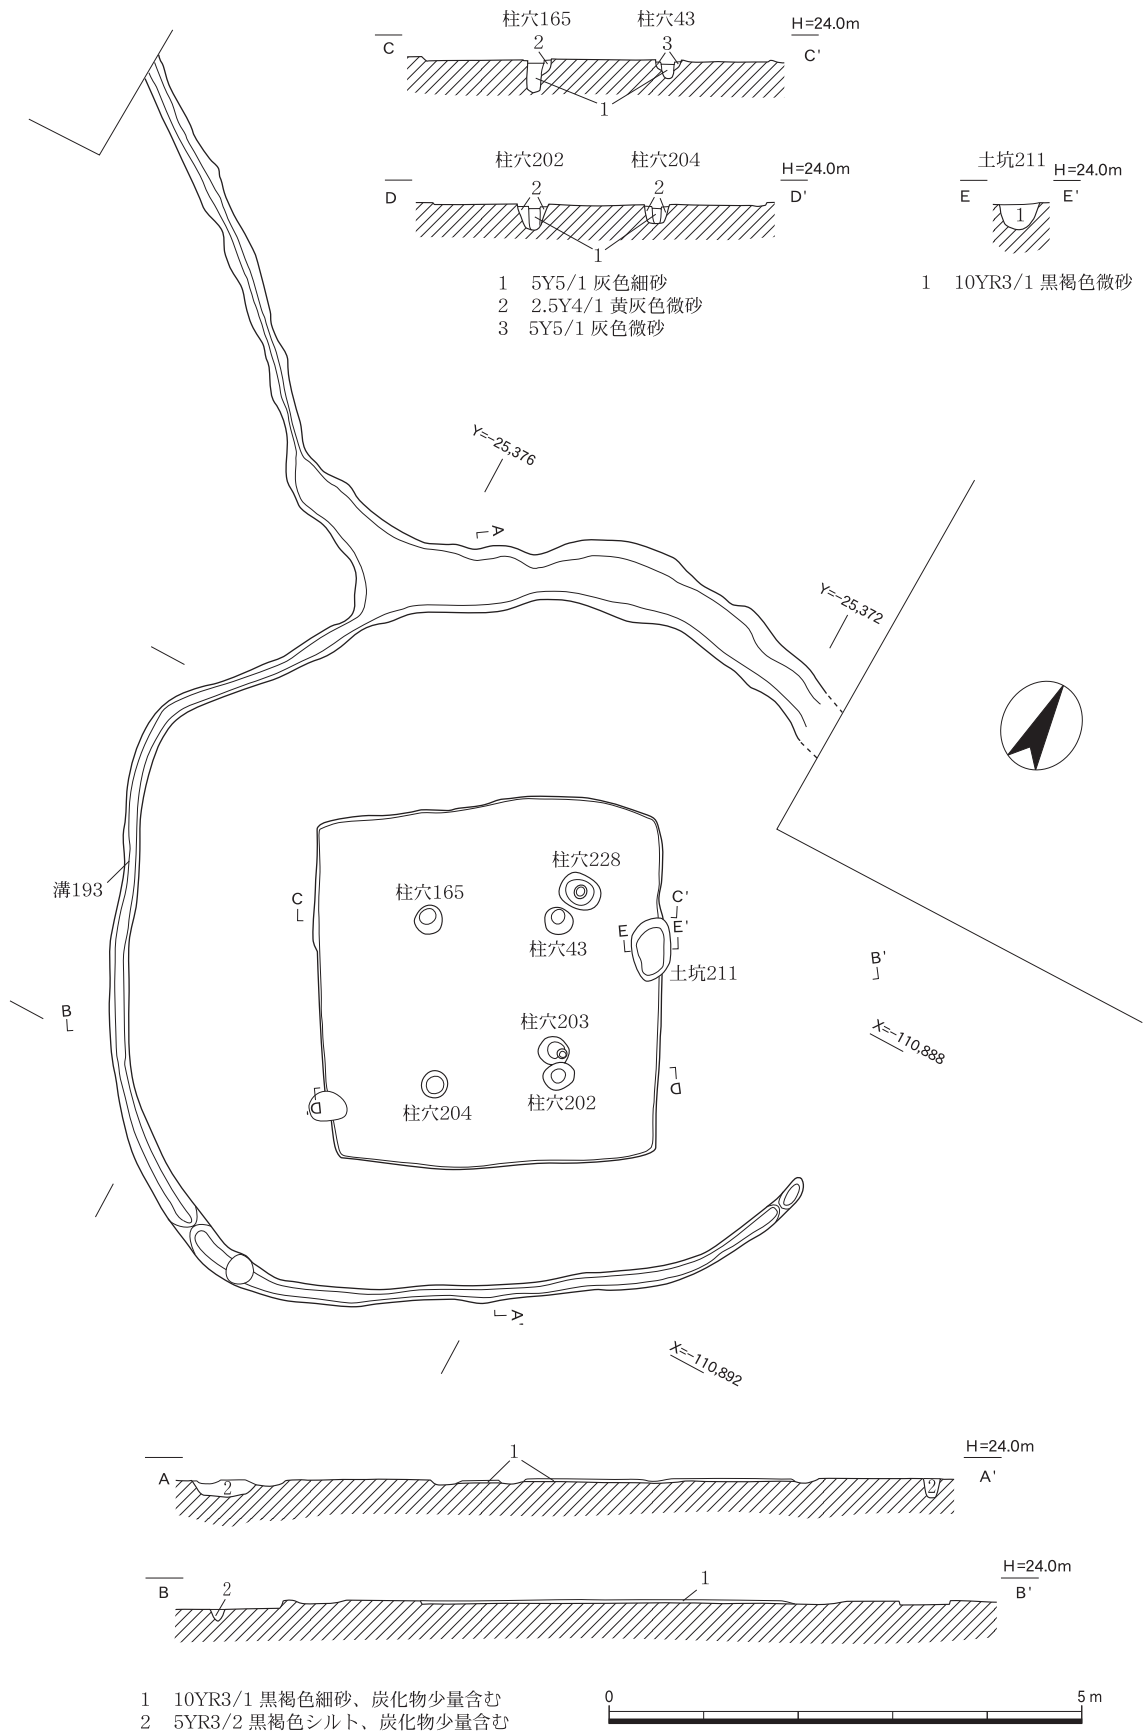 柱穴165 柱穴43 H=24.0m
C 2 3 C'
1
柱穴202 柱穴204 H=24.0m
D 2 2 D'
1
土坑211 H=24.0m
E 1 E'
1 5Y5/1 灰色細砂
2 2.5Y4/1 黄灰色微砂
3 5Y5/1 灰色微砂
1 10YR3/1 黒褐色微砂
Y=-25,376
A
Y=-25,372
柱穴228
溝193
柱穴165
C
C'
柱穴43
E
E'
土坑211
B
B'
柱穴203
X=-110,888
柱穴202
柱穴204
D
D'
A'
X=-110,892
1
H=24.0m
A 2 2 A'
H=24.0m
B 2 1 B'
1 10YR3/1 黒褐色細砂、炭化物少量含む
2 5YR3/2 黒褐色シルト、炭化物少量含む
0 5 m